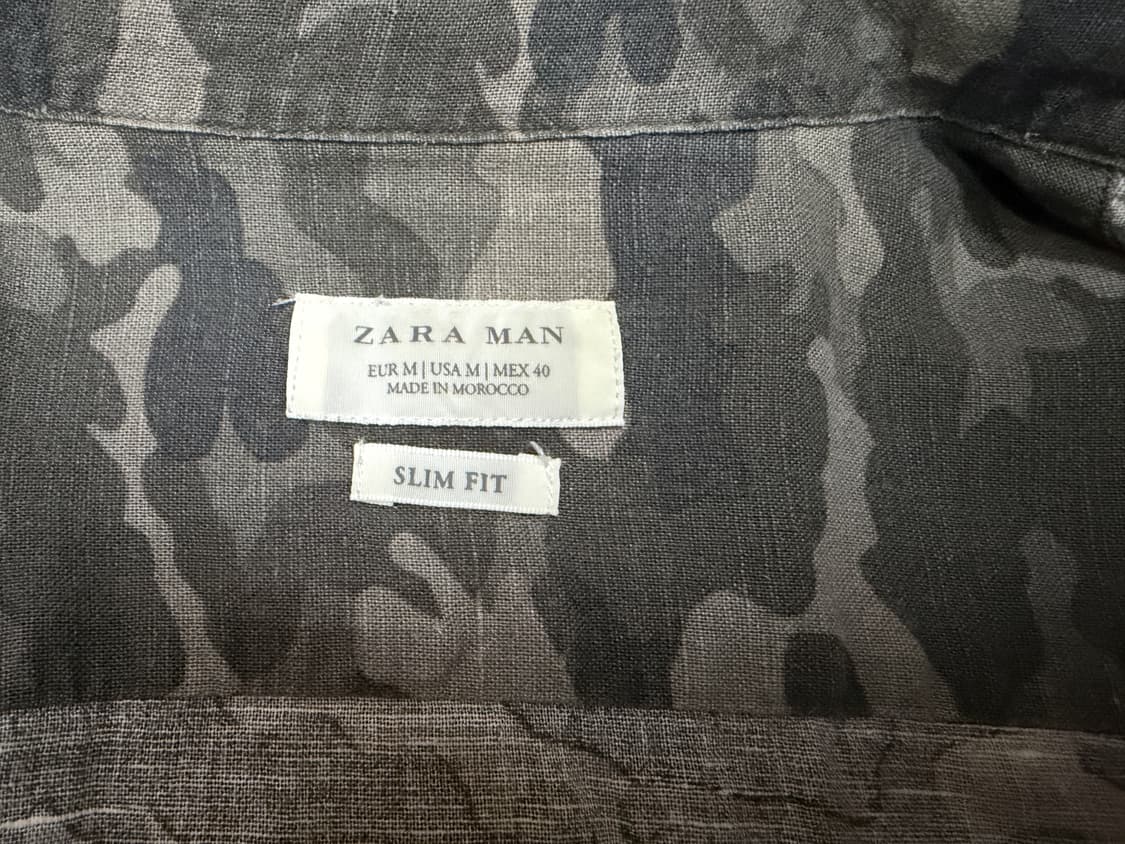 ZARA MAN
EUR M | USA M | MEX 40
MADE IN MOROCCO
SLIM FIT